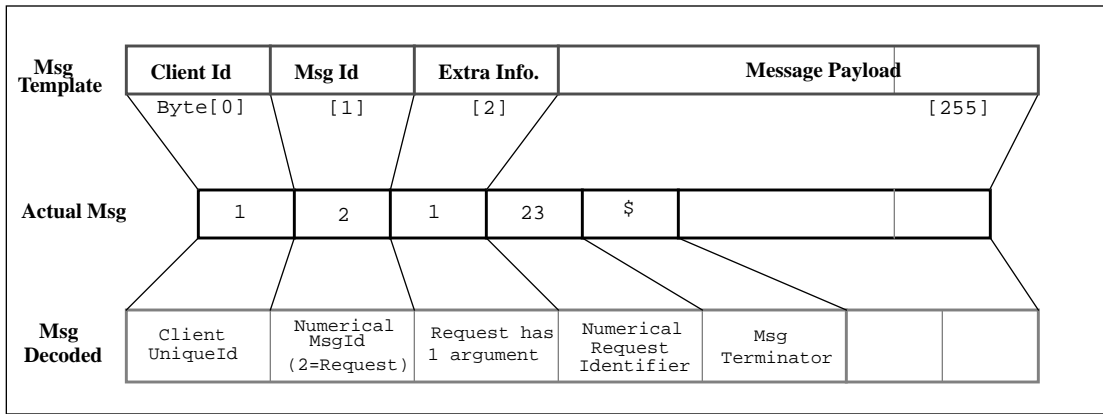 Msg
Template
Client Id
Msg Id
Extra Info.
Message Payload
Byte[0]
[1]
[2]
[255]
Actual Msg
1
2
1
23
$
Msg
Decoded
Client
UniqueId
Numerical
MsgId
(2=Request)
Request has
1 argument
Numerical
Request
Identifier
Msg
Terminator